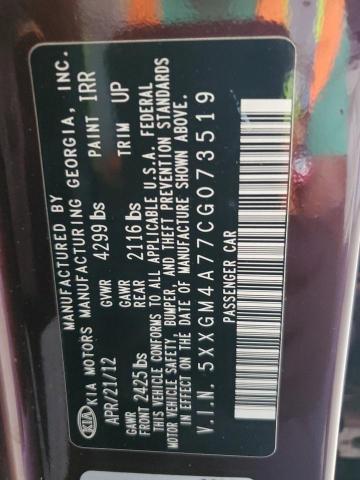 MANUFACTURED BY
KIA KIA MOTORS MANUFACTURING GEORGIA, INC.
APR/21/12 GVWR 4299 lbs PAINT IRR
GAWR FRONT 2425 lbs GAWR REAR 2116 lbs TRIM UP
THIS VEHICLE CONFORMS TO ALL APPLICABLE U.S.A. FEDERAL
MOTOR VEHICLE SAFETY, BUMPER, AND THEFT PREVENTION STANDARDS
IN EFFECT ON THE DATE OF MANUFACTURE SHOWN ABOVE.
V.I.N. 5XXGM4A77CG073519
PASSENGER CAR